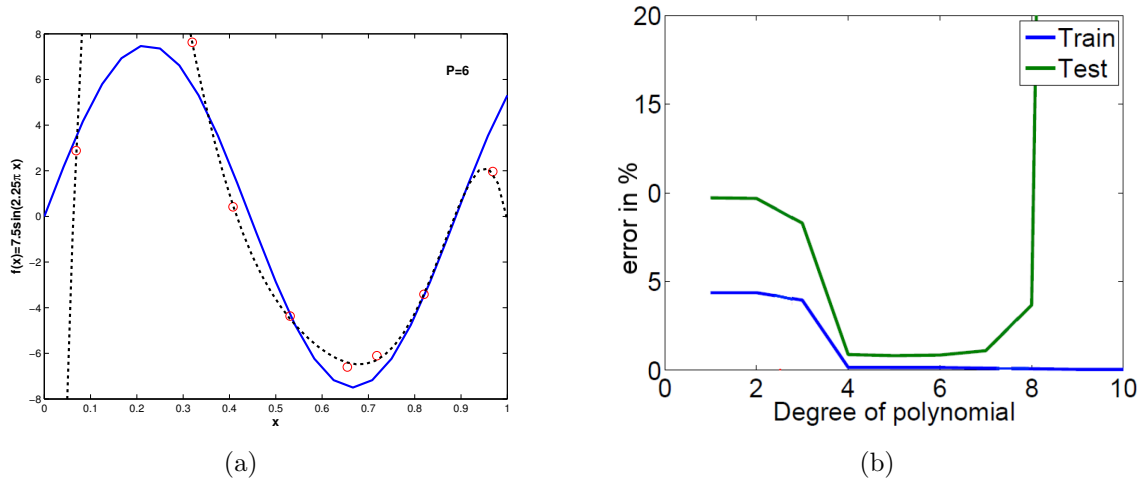 8
6
4
2
0
−2
−4
−6
−8
f(x)=7.5sin(2.25π x)
P=6
0 0.1 0.2 0.3 0.4 0.5 0.6 0.7 0.8 0.9 1
x
(a)
20
15
0
5
0
error in %
Train
Test
0 2 4 6 8 10
Degree of polynomial
(b)